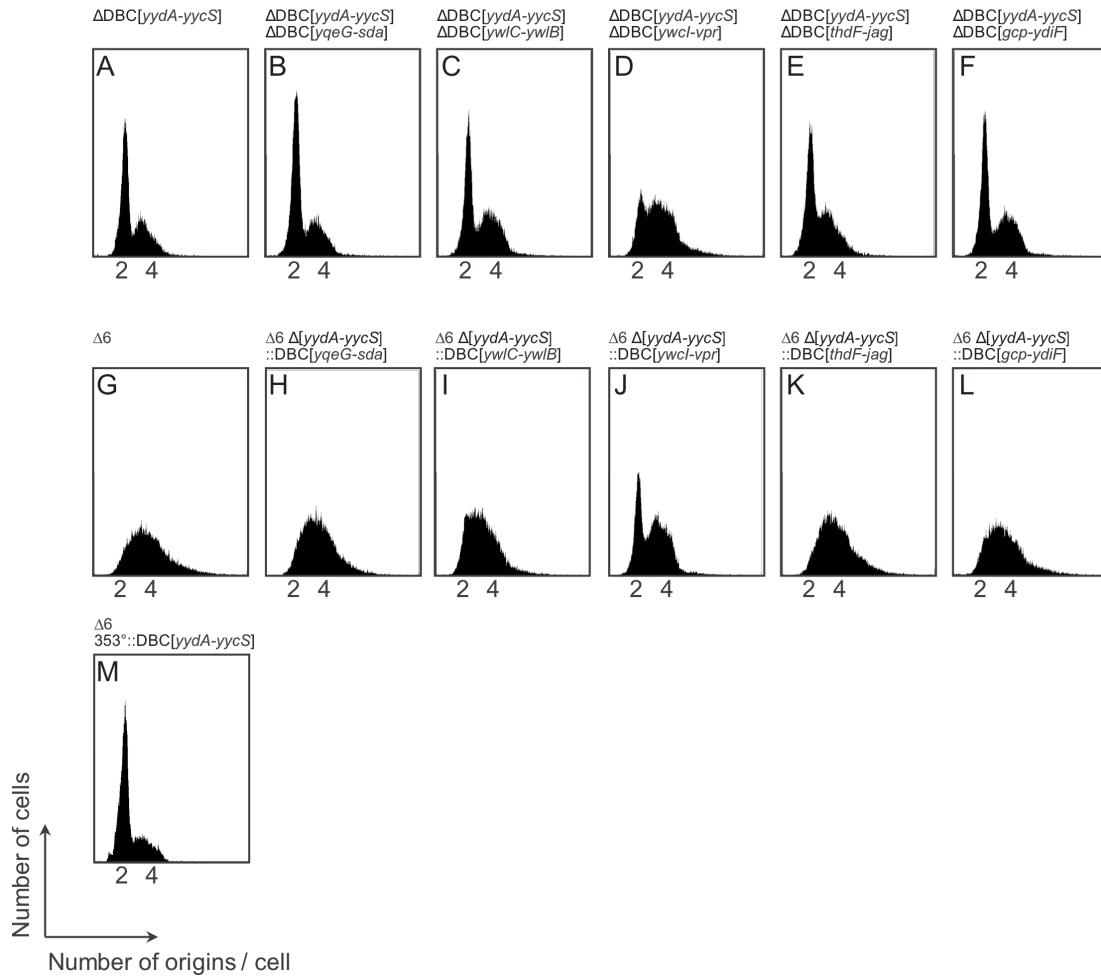 ΔDBC[yydA-yycS]
ΔDBC[yydA-yycS]
ΔDBC[yqeG-sda]
ΔDBC[yydA-yycS]
ΔDBC[ywlC-ywlB]
ΔDBC[yydA-yycS]
ΔDBC[ywcI-vpr]
ΔDBC[yydA-yycS]
ΔDBC[thdF-jag]
ΔDBC[yydA-yycS]
ΔDBC[gcp-ydiF]
A
B
C
D
E
F
2 4
2 4
2 4
2 4
2 4
2 4
Δ6
Δ6 Δ[yydA-yycS]
::DBC[yqeG-sda]
Δ6 Δ[yydA-yycS]
::DBC[ywlC-ywlB]
Δ6 Δ[yydA-yycS]
::DBC[ywcI-vpr]
Δ6 Δ[yydA-yycS]
::DBC[thdF-jag]
Δ6 Δ[yydA-yycS]
::DBC[gcp-ydiF]
G
H
I
J
K
L
2 4
2 4
2 4
2 4
2 4
2 4
Δ6
353°::DBC[yydA-yycS]
M
2 4
Number of cells
Number of origins / cell